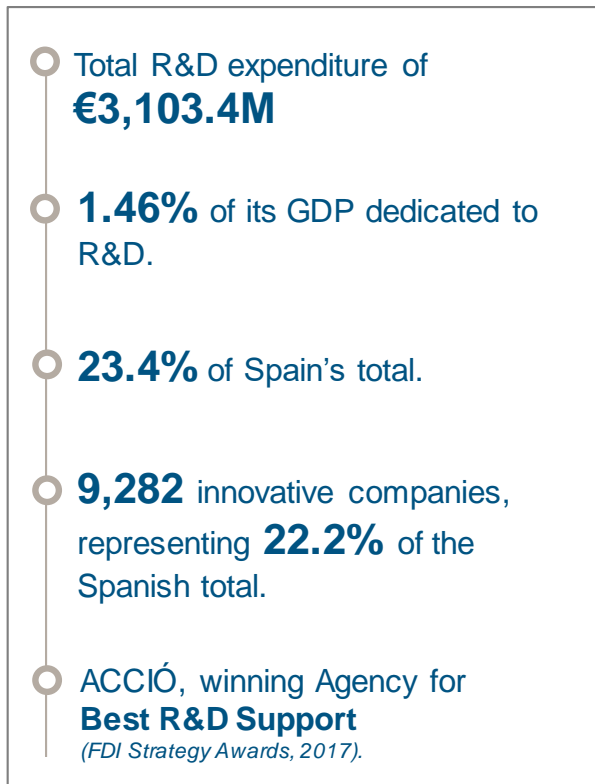 Total R&D expenditure of
€3,103.4M
1.46% of its GDP dedicated to
R&D.
23.4% of Spain's total.
9,282 innovative companies,
representing 22.2% of the
Spanish total.
ACCIÓ, winning Agency for
Best R&D Support
(FDI Strategy Awards, 2017).